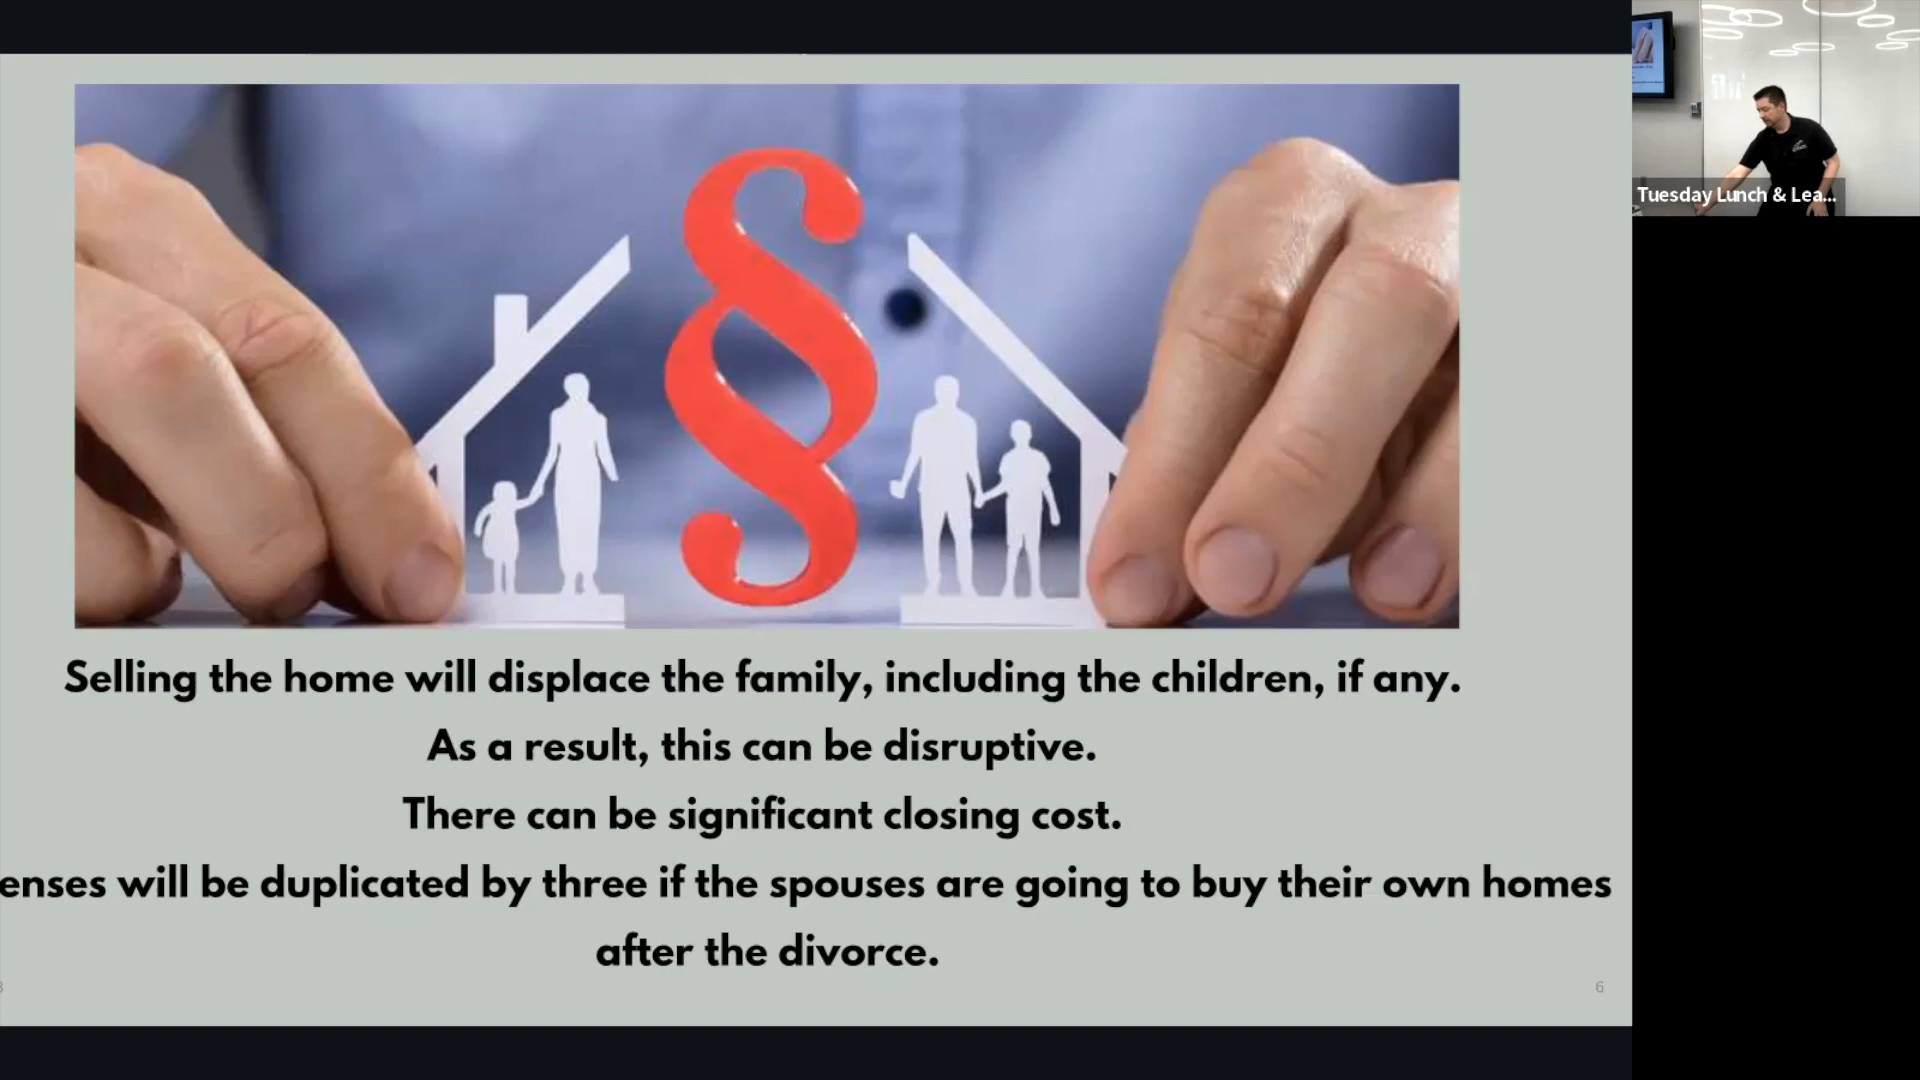 Tuesday Lunch & Lea...
§
Selling the home will displace the family, including the children, if any.
As a result, this can be disruptive.
There can be significant closing cost.
enses will be duplicated by three if the spouses are going to buy their own homes
after the divorce.
6